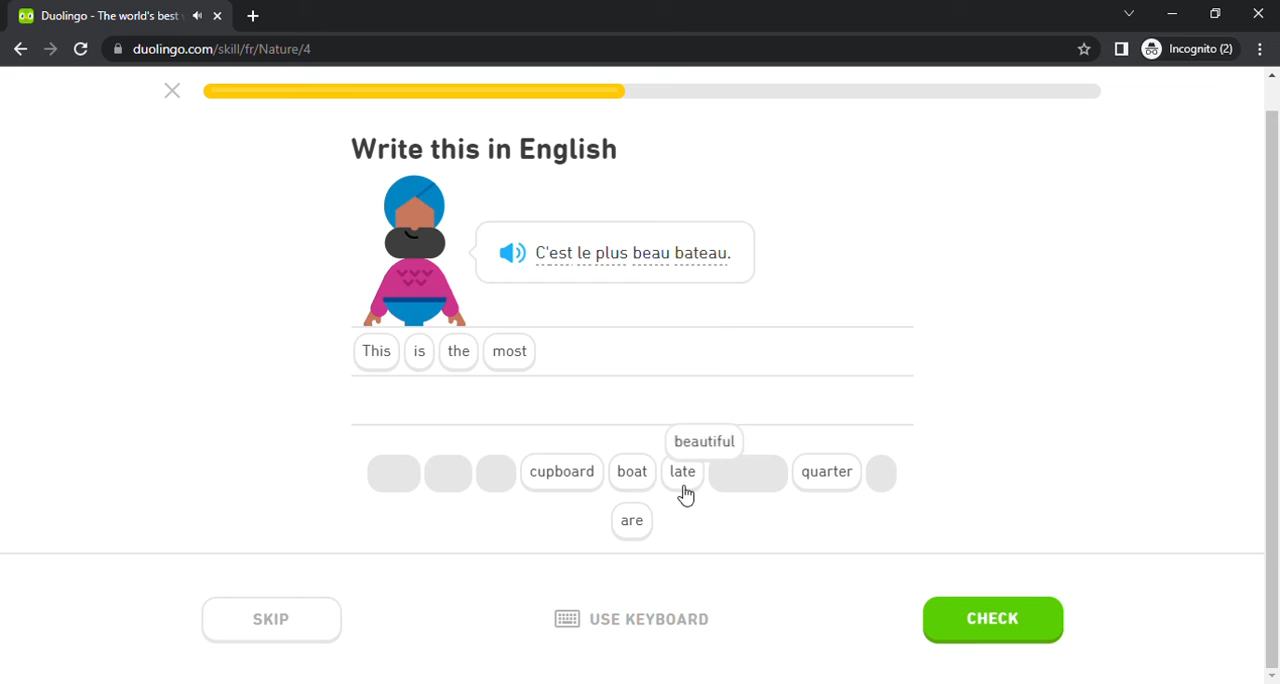 Duolingo - The world's best
duolingo.com/skill/fr/Nature/4
Incognito (2)
Write this in English
C'est le plus beau bateau.
This is the most
beautiful
cupboard boat late quarter
are
SKIP
USE KEYBOARD
CHECK